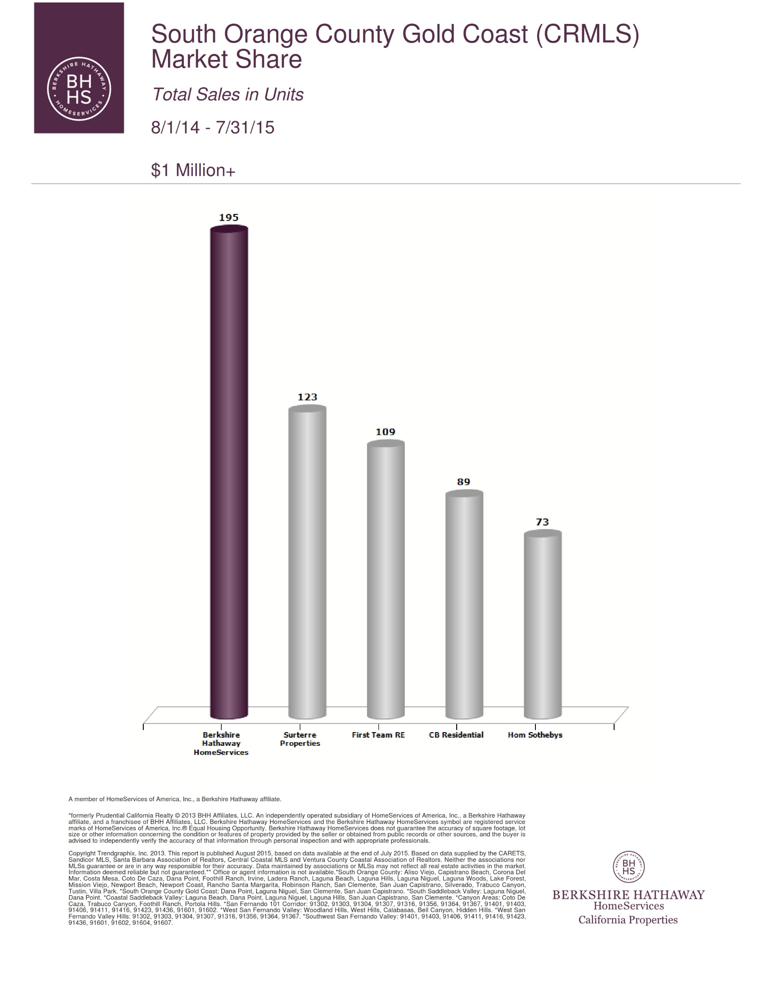 BERKSHIRE HATHAWAY
BH
HS
HOMESERVICES
South Orange County Gold Coast (CRMLS)
Market Share
Total Sales in Units
8/1/14 - 7/31/15
$1 Million+
195
123
109
89
73
Berkshire
Hathaway
HomeServices
Surterre
Properties
First Team RE
CB Residential
Hom Sothebys
A member of HomeServices of America, Inc., a Berkshire Hathaway affiliate.
*formerly Prudential California Realty © 2013 BHH Affiliates, LLC. An independently operated subsidiary of HomeServices of America, Inc., a Berkshire Hathaway
affiliate, and a franchisee of BHH Affiliates, LLC. Berkshire Hathaway HomeServices and the Berkshire Hathaway HomeServices symbol are registered service
marks of HomeServices of America, Inc.® Equal Housing Opportunity. Berkshire Hathaway HomeServices does not guarantee the accuracy of square footage, lot
size or other information concerning the condition or features of property provided by the seller or obtained from public records or other sources, and the buyer is
advised to independently verify the accuracy of that information through personal inspection and with appropriate professionals.
Copyright Trendgraphix, Inc. 2013. This report is published August 2015, based on data available at the end of July 2015. Based on data supplied by the CARETS,
Sandicor MLS, Santa Barbara Association of Realtors, Central Coastal MLS and Ventura County Coastal Association of Realtors. Neither the associations nor
MLSs guarantee or are in any way responsible for their accuracy. Data maintained by associations or MLSs may not reflect all real estate activities in the market.
Information deemed reliable but not guaranteed.** Office or agent information is not available.*South Orange County: Aliso Viejo, Capistrano Beach, Corona Del
Mar, Costa Mesa, Coto De Caza, Dana Point, Foothill Ranch, Irvine, Ladera Ranch, Laguna Beach, Laguna Hills, Laguna Niguel, Laguna Woods, Lake Forest,
Mission Viejo, Newport Beach, Newport Coast, Rancho Santa Margarita, Robinson Ranch, San Clemente, San Juan Capistrano, Silverado, Trabuco Canyon,
Tustin, Villa Park. *South Orange County Gold Coast: Dana Point, Laguna Niguel, San Clemente, San Juan Capistrano. *South Saddleback Valley: Laguna Niguel,
Dana Point. *Coastal Saddleback Valley: Laguna Beach, Dana Point, Laguna Niguel, Laguna Hills, San Juan Capistrano, San Clemente. *Canyon Areas: Coto De
Caza, Trabuco Canyon, Foothill Ranch, Portola Hills. *San Fernando 101 Corridor: 91302, 91303, 91304, 91307, 91316, 91356, 91364, 91367, 91401, 91403,
91406, 91411, 91416, 91423, 91436, 91601, 91602. *West San Fernando Valley: Woodland Hills, West Hills, Calabasas, Bell Canyon, Hidden Hills. *West San
Fernando Valley Hills: 91302, 91303, 91304, 91307, 91316, 91356, 91364, 91367. *Southwest San Fernando Valley: 91401, 91403, 91406, 91411, 91416, 91423,
91436, 91601, 91602, 91604, 91607.
BERKSHIRE HATHAWAY
BH
HS
HOMESERVICES
BERKSHIRE HATHAWAY
HomeServices
California Properties